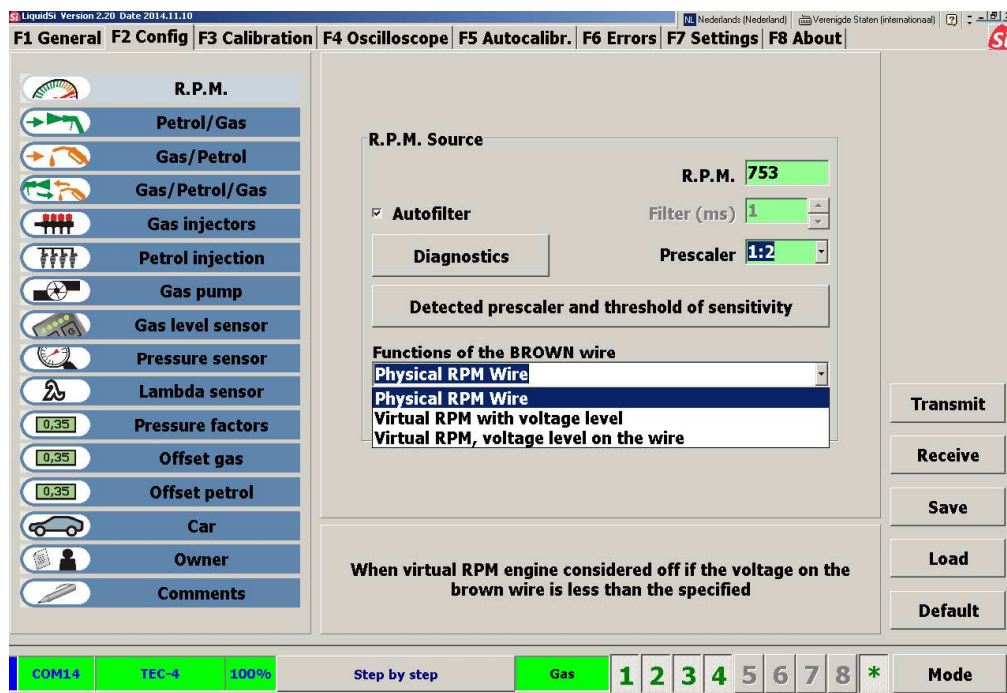 LiquidSi Version 2.20 Date 2014.11.10
NL Nederlands (Nederland) Verenigde Staten (internationaal) ?
F1 General F2 Config F3 Calibration F4 Oscilloscope F5 Autocalibr. F6 Errors F7 Settings F8 About
R.P.M.
Petrol/Gas
Gas/Petrol
Gas/Petrol/Gas
Gas injectors
Petrol injection
Gas pump
Gas level sensor
Pressure sensor
Lambda sensor
0,35 Pressure factors
0,35 Offset gas
0,35 Offset petrol
Car
Owner
Comments
R.P.M. Source
R.P.M. 753
Autofilter
Filter (ms) 1
Diagnostics
Prescaler 1:2
Detected prescaler and threshold of sensitivity
Functions of the BROWN wire
Physical RPM Wire
Physical RPM Wire
Virtual RPM with voltage level
Virtual RPM, voltage level on the wire
When virtual RPM engine considered off if the voltage on the
brown wire is less than the specified
Transmit
Receive
Save
Load
Default
COM14 TEC-4 100% Step by step Gas 1 2 3 4 5 6 7 8 * Mode